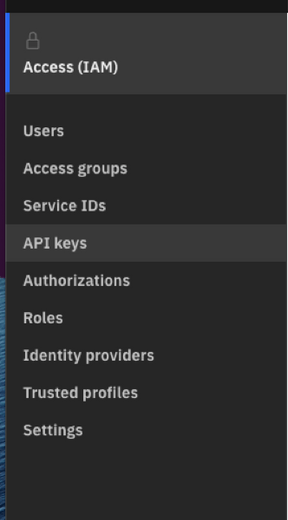 Access (IAM)
Users
Access groups
Service IDs
API keys
Authorizations
Roles
Identity providers
Trusted profiles
Settings